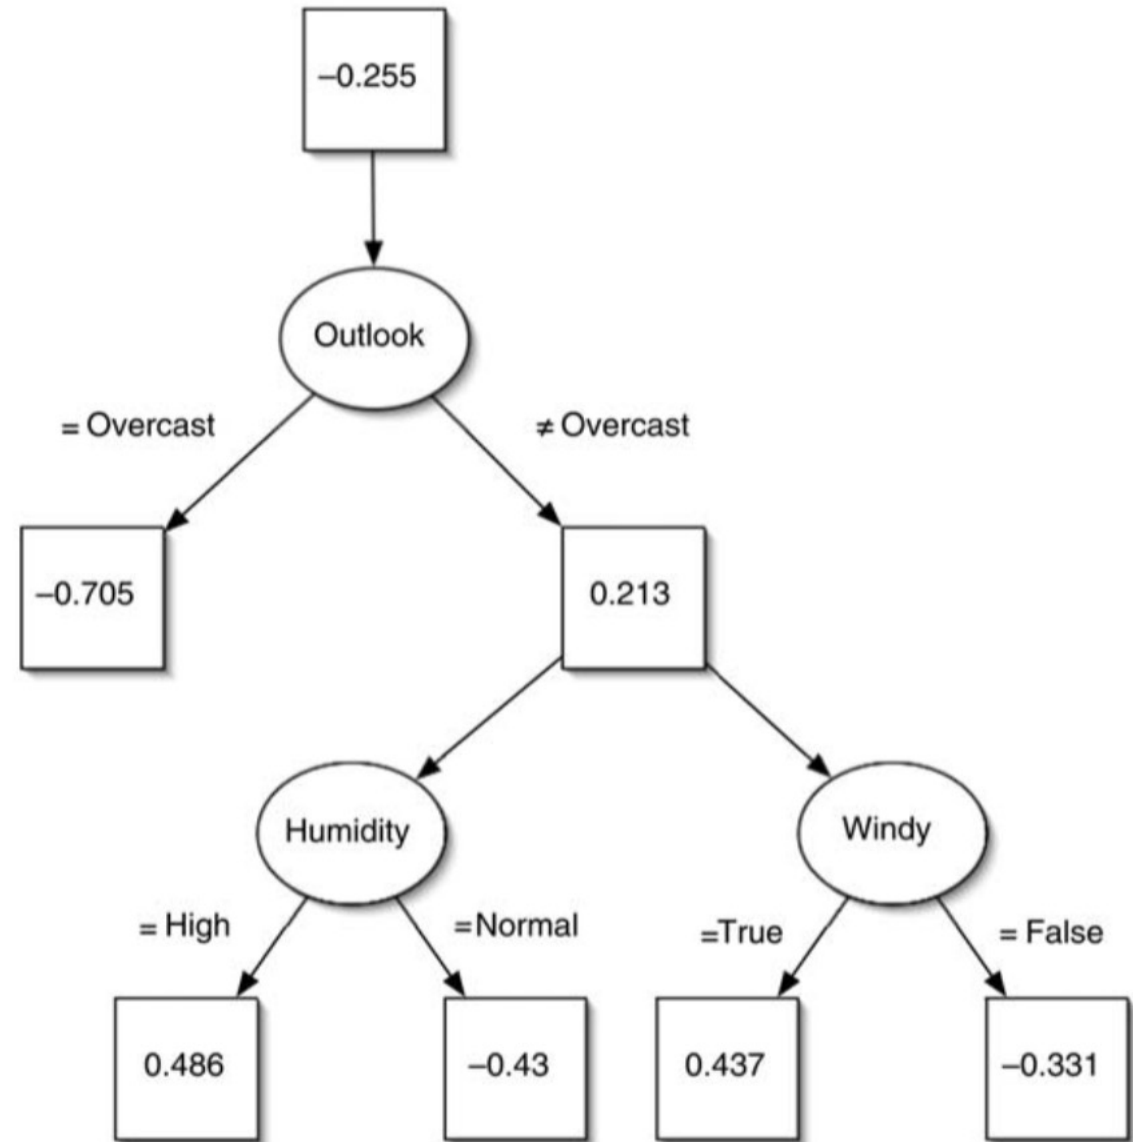 –0.255
Outlook
= Overcast
≠ Overcast
–0.705
0.213
Humidity
Windy
= High
=Normal
=True
= False
0.486
–0.43
0.437
–0.331